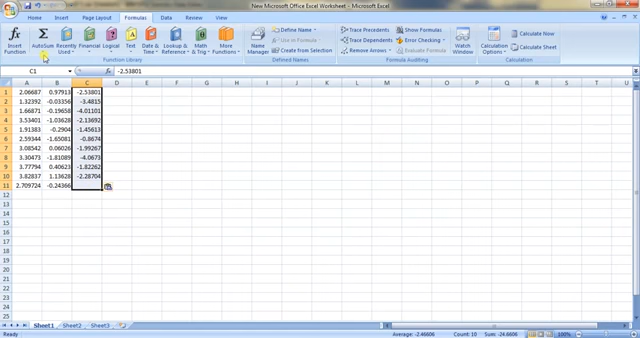 New Microsoft Office Excel Worksheet - Microsoft Excel
Home Insert Page Layout Formulas Data Review View
Insert Function AutoSum Recently Used Financial Logical Text Date & Time Lookup & Reference Math & Trig More Functions Name Manager Define Name Use in Formula Create from Selection Trace Precedents Trace Dependents Remove Arrows Show Formulas Error Checking Evaluate Formula Watch Window Calculation Options Calculate Now Calculate Sheet
Function Library Defined Names Formula Auditing Calculation
C1 -2.53801
A B C D E F G H I J K L M N O P Q R S T U
1 2.06687 0.97913 -2.53801
2 1.32392 -0.03356 -3.4815
3 1.66871 -0.19658 -4.01101
4 3.53401 -1.03628 -2.13692
5 1.91383 -0.2904 -1.45613
6 2.59344 -1.65081 -0.8674
7 3.08542 0.06026 -1.99267
8 3.30473 -1.81089 -4.0673
9 3.77794 0.40623 -1.82262
10 3.82837 1.13628 -2.28704
11 2.709724 -0.24366
12
13
14
15
16
17
18
19
20
21
22
23
24
25
Sheet1 Sheet2 Sheet3
Average: -2.46606 Count: 10 Sum: -24.6606 100%